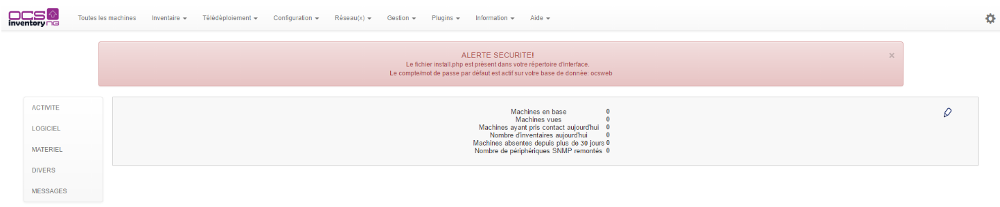 OCS
inventory NG
Toutes les machines Inventaire Télédéploiement Configuration Réseau(x) Gestion Plugins Information Aide
ALERTE SECURITE! ×
Le fichier install.php est présent dans votre répertoire d'interface.
Le compte/mot de passe par défaut est actif sur votre base de donnée: ocsweb
ACTIVITE
LOGICIEL
MATERIEL
DIVERS
MESSAGES
Machines en base 0
Machines vues 0
Machines ayant pris contact aujourd'hui 0
Nombre d'inventaires aujourd'hui 0
Machines absentes depuis plus de 30 jours 0
Nombre de périphériques SNMP remontés 0